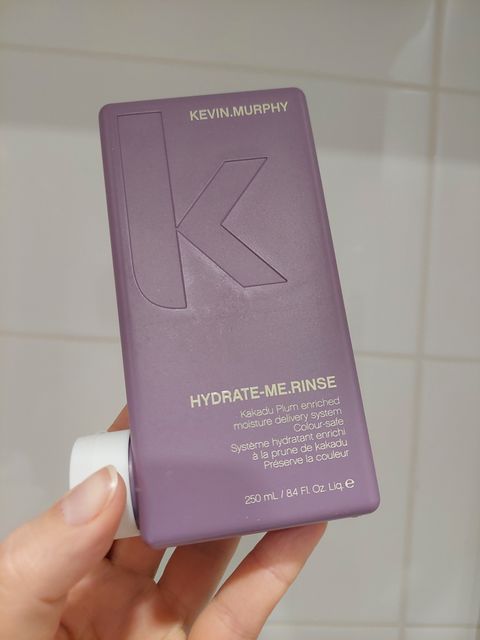 KEVIN.MURPHY
k
HYDRATE-ME.RINSE
Kakadu Plum enriched
moisture delivery system
Colour-safe
Système hydratant enrichi
à la prune de kakadu
Préserve la couleur
250 mL / 8.4 Fl. Oz. Liq. ℮